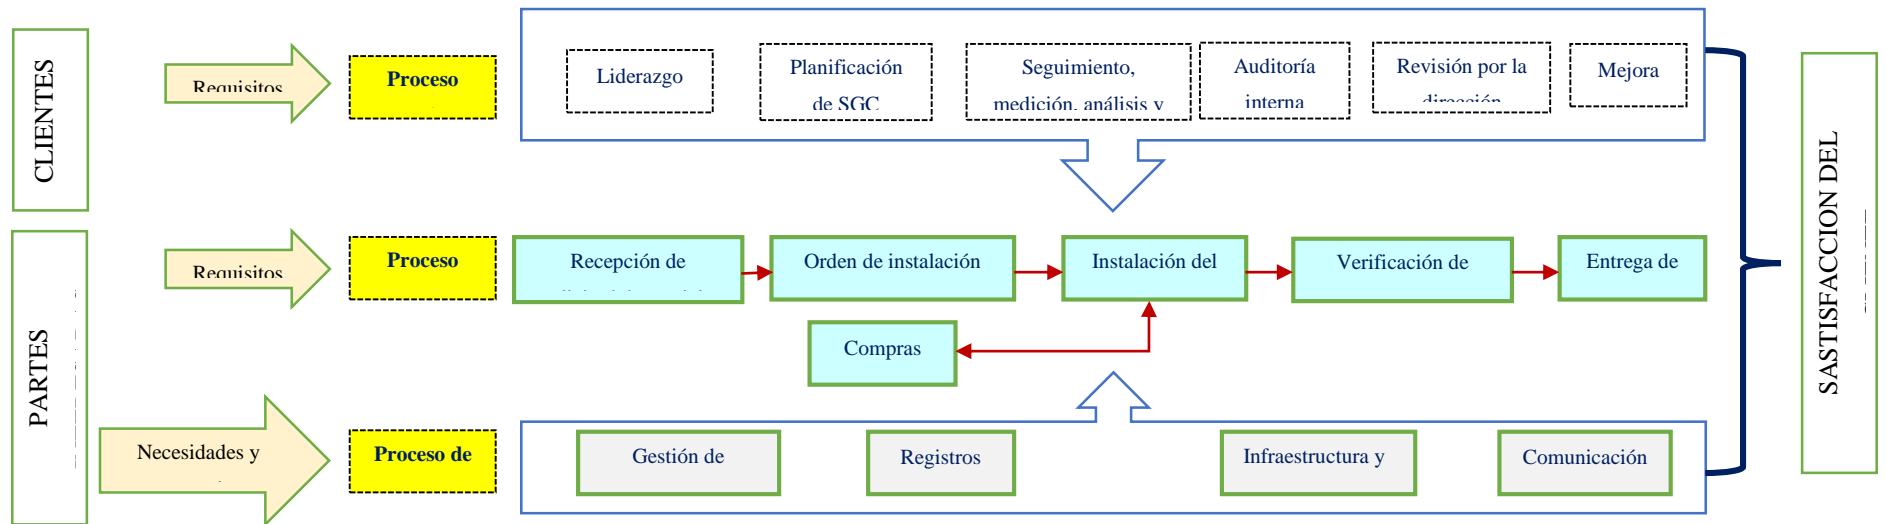 CLIENTES
Requisitos
Proceso
Liderazgo
Planificación
de SGC
Seguimiento,
medición, análisis y
Auditoría
interna
Revisión por la
dirección
Mejora
SASTISFACCION DEL
PARTES
Requisitos
Proceso
Recepción de
Orden de instalación
Instalación del
Verificación de
Entrega de
Compras
Necesidades y
Proceso de
Gestión de
Registros
Infraestructura y
Comunicación